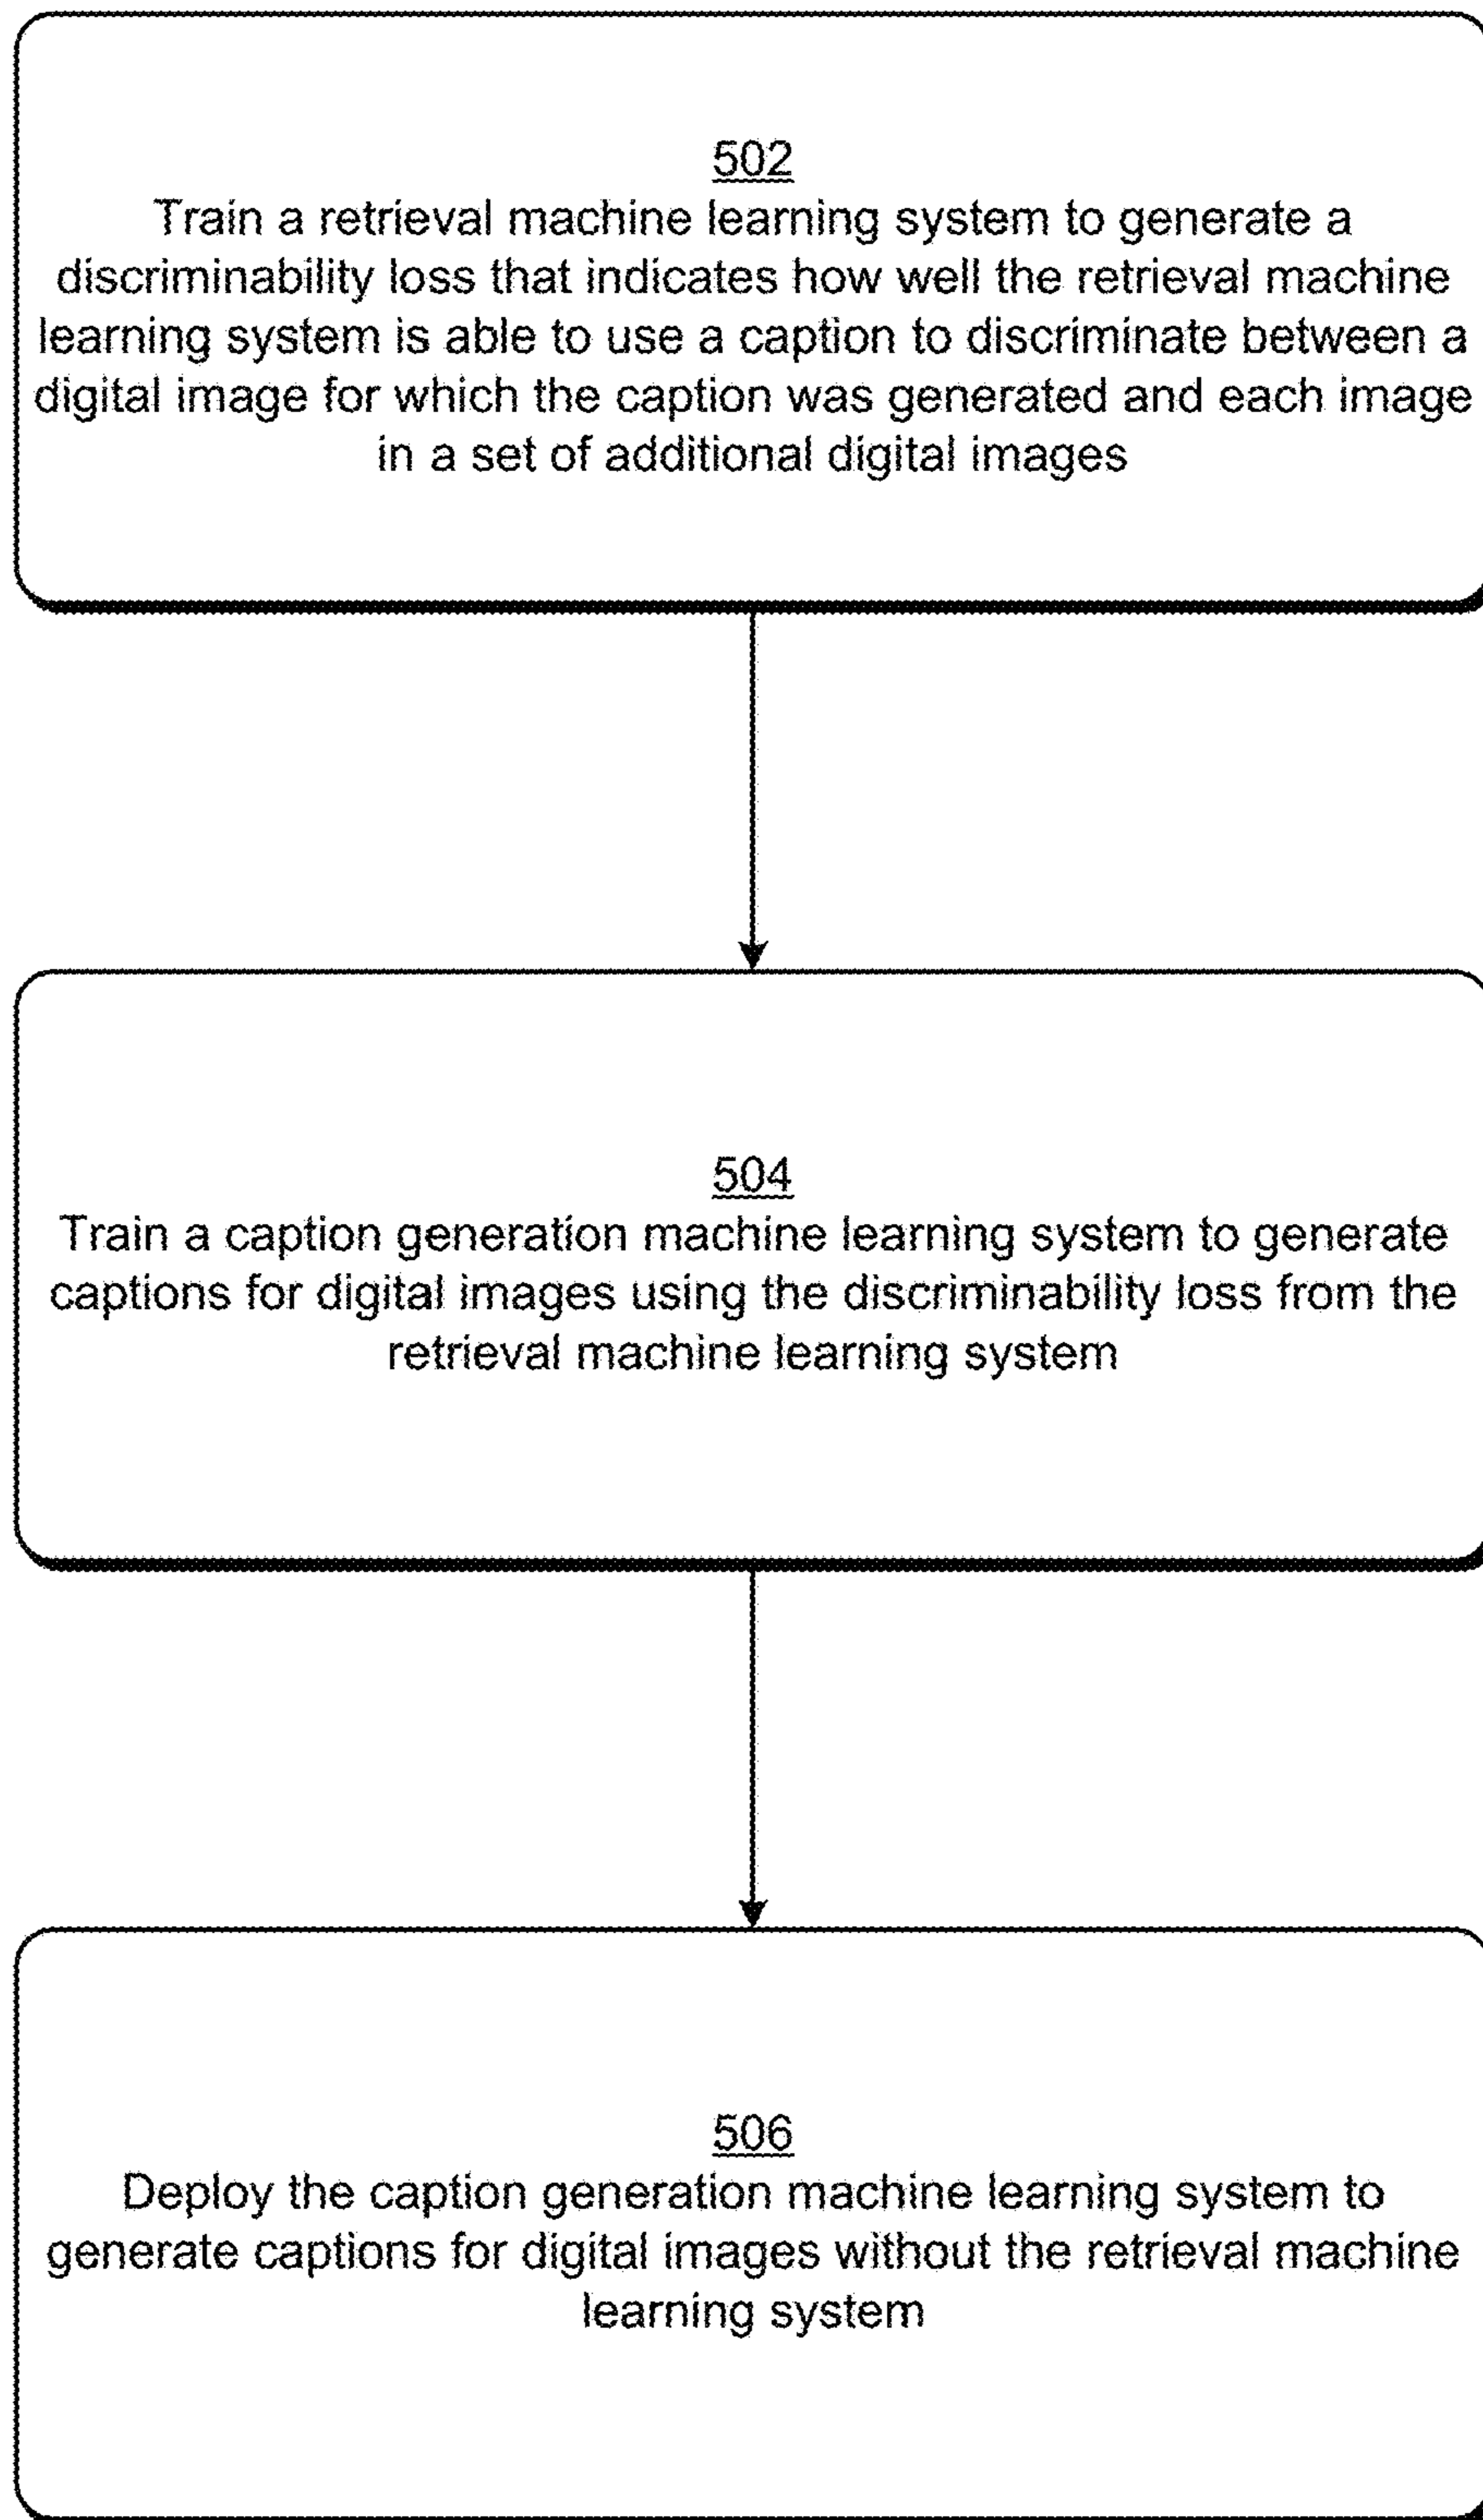 502
Train a retrieval machine learning system to generate a
discriminability loss that indicates how well the retrieval machine
learning system is able to use a caption to discriminate between a
digital image for which the caption was generated and each image
in a set of additional digital images
504
Train a caption generation machine learning system to generate
captions for digital images using the discriminability loss from the
retrieval machine learning system
506
Deploy the caption generation machine learning system to
generate captions for digital images without the retrieval machine
learning system